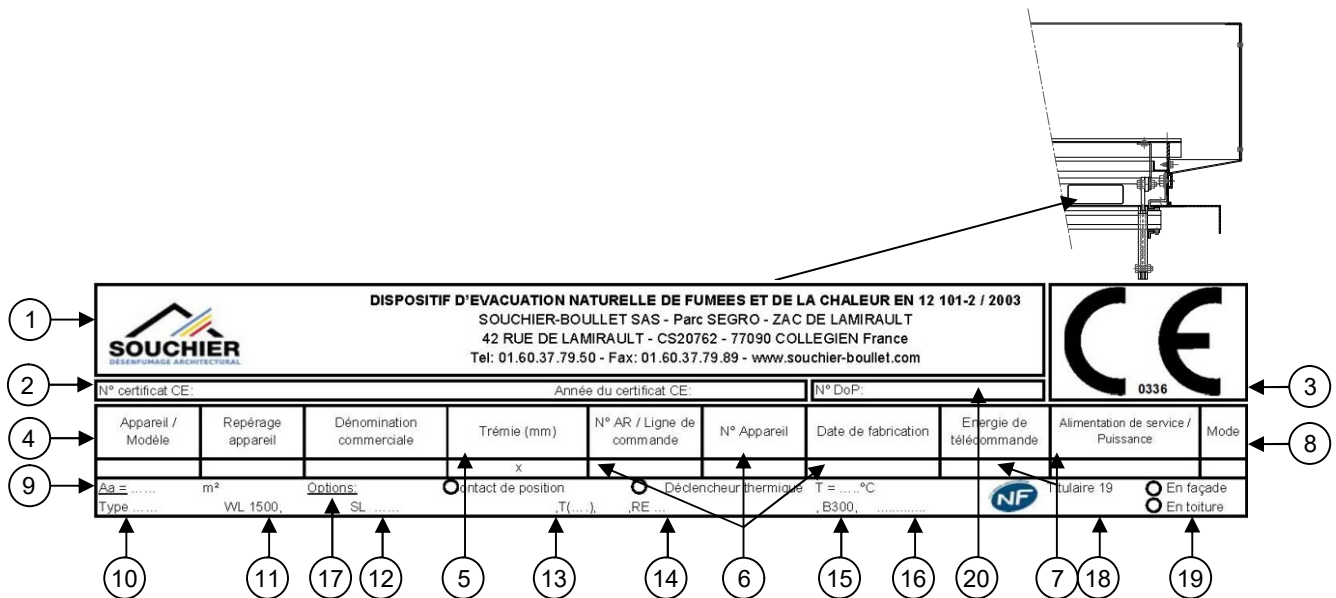 DISPOSITIF D'EVACUATION NATURELLE DE FUMEES ET DE LA CHALEUR EN 12 101-2 / 2003
SOUCHIER-BOULLET SAS - Parc SEGRO - ZAC DE LAMIRAULT
42 RUE DE LAMIRAULT - CS20762 - 77090 COLLEGIEN France
Tel: 01.60.37.79.50 - Fax: 01.60.37.79.89 - www.souchier-boullet.com
SOUCHIER
DÉSENFUMAGE ARCHITECTURAL
CE
0336
1
2
N° certificat CE: Année du certificat CE: N° DoP:
3
4
Appareil / Modèle
Repérage appareil
Dénomination commerciale
Trémie (mm)
N° AR / Ligne de commande
N° Appareil
Date de fabrication
Energie de télécommande
Alimentation de service / Puissance
Mode
8
x
9
Aa = ...... m² Options: Contact de position Déclencheur thermique T = .....°C NF Titulaire 19 En façade
Type ...... WL 1500, SL ...... ,T(....), ,RE ... , B300, ............. En toiture
10 11 17 12 5 13 14 6 15 16 20 7 18 19